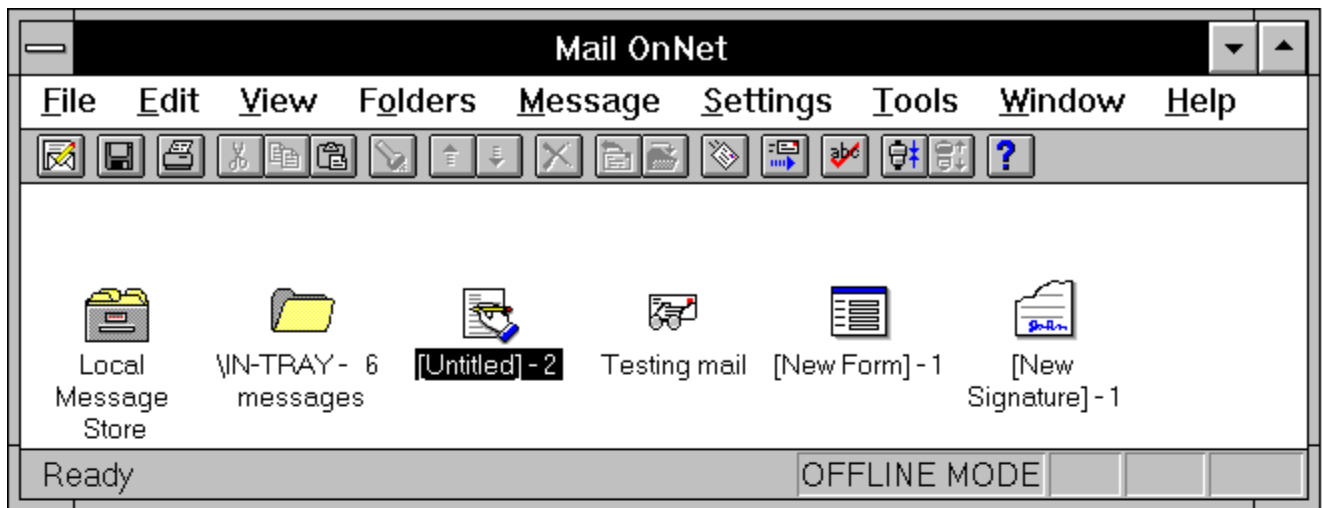 Mail OnNet
File Edit View Folders Message Settings Tools Window Help
abc ?
Local
Message
Store
\IN-TRAY - 6
messages
[Untitled] - 2
Testing mail
[New Form] - 1
[New
Signature] - 1
Ready
OFFLINE MODE